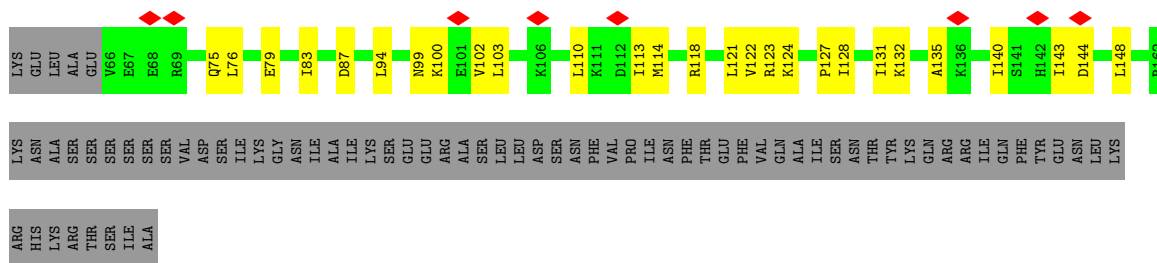 LYS GLU LEU ALA GLU V66 E67 E68 R69 Q75 L76 E79 I83 D87 L94 N99 K100 E101 V102 L103 K106 L110 K111 D112 I113 M114 R118 L121 V122 R123 K124 P127 I128 I131 K132 A135 K136 I140 S141 H142 I143 D144 L148
LYS ASN ALA SER SER SER SER SER SER VAL ASP SER ILE LYS GLY ASN ILE ALA ILE LYS SER GLU GLU ARG ALA SER LEU LEU ASP SER ASN PHE VAL PRO ILE ASN PHE THR GLU PHE VAL GLN ALA ILE SER ASN THR TYR LYS GLN ARG ARG ILE GLN PHE TYR GLU ASN LEU LYS
ARG HIS LYS ARG THR SER ILE ALA